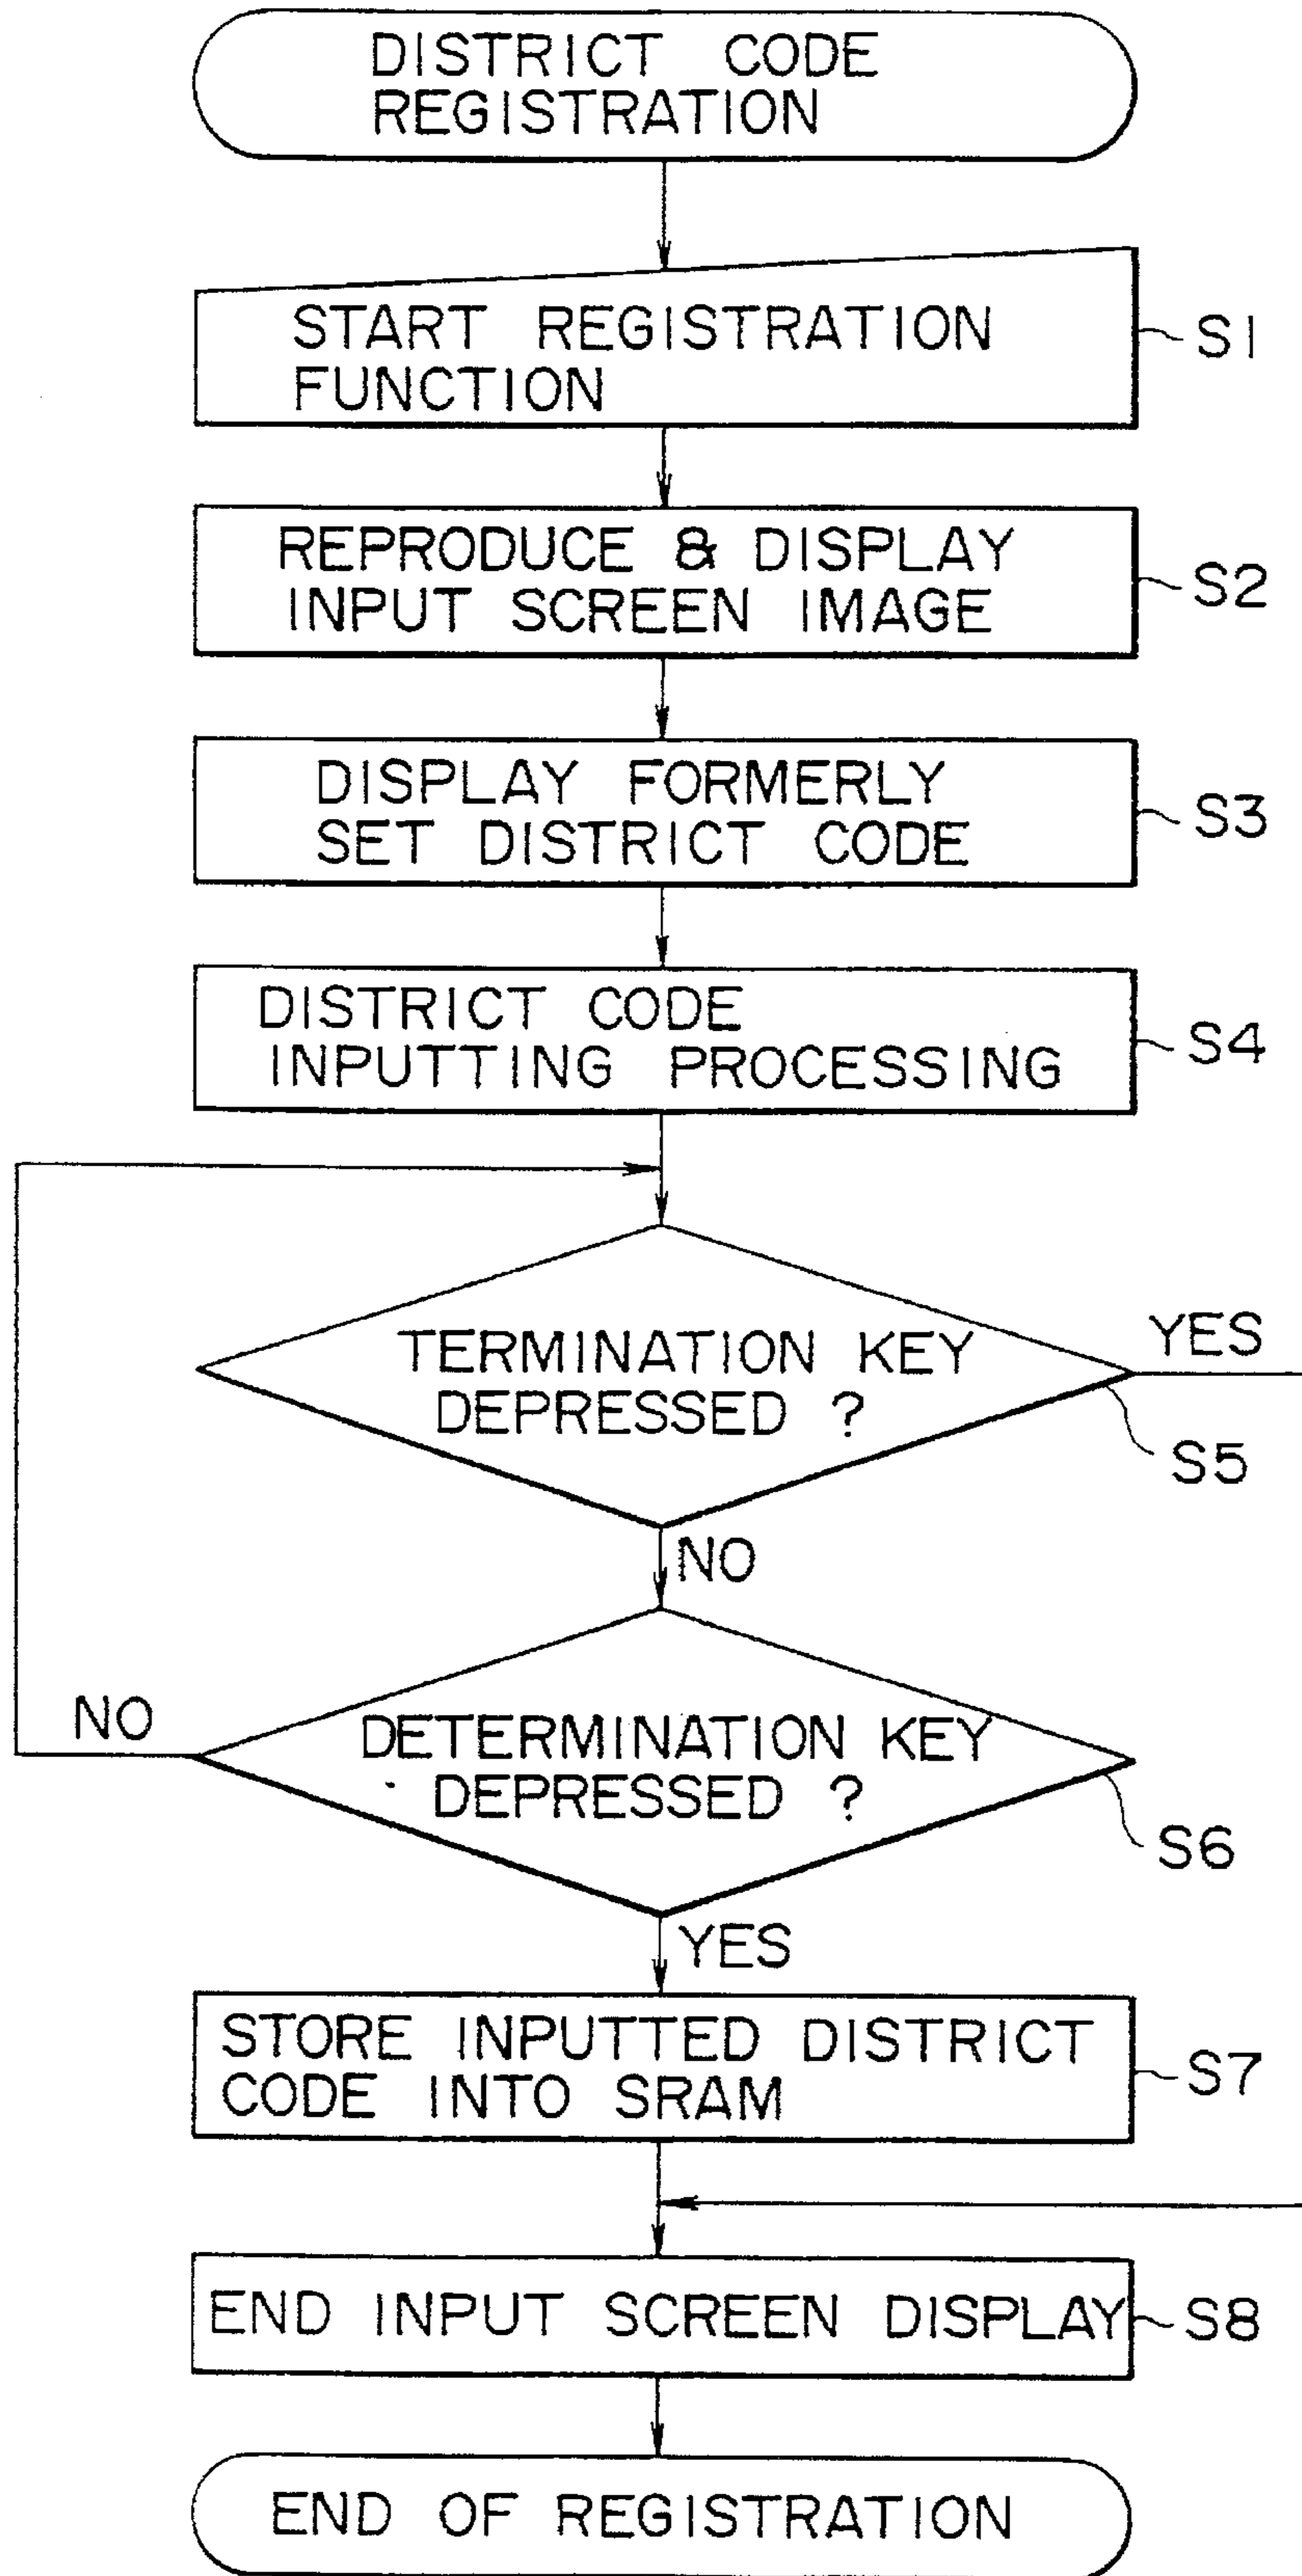 DISTRICT CODE
REGISTRATION
START REGISTRATION
FUNCTION
S1
REPRODUCE & DISPLAY
INPUT SCREEN IMAGE
S2
DISPLAY FORMERLY
SET DISTRICT CODE
S3
DISTRICT CODE
INPUTTING PROCESSING
S4
TERMINATION KEY
DEPRESSED ?
YES
S5
NO
DETERMINATION KEY
DEPRESSED ?
NO
S6
YES
STORE INPUTTED DISTRICT
CODE INTO SRAM
S7
END INPUT SCREEN DISPLAY
S8
END OF REGISTRATION